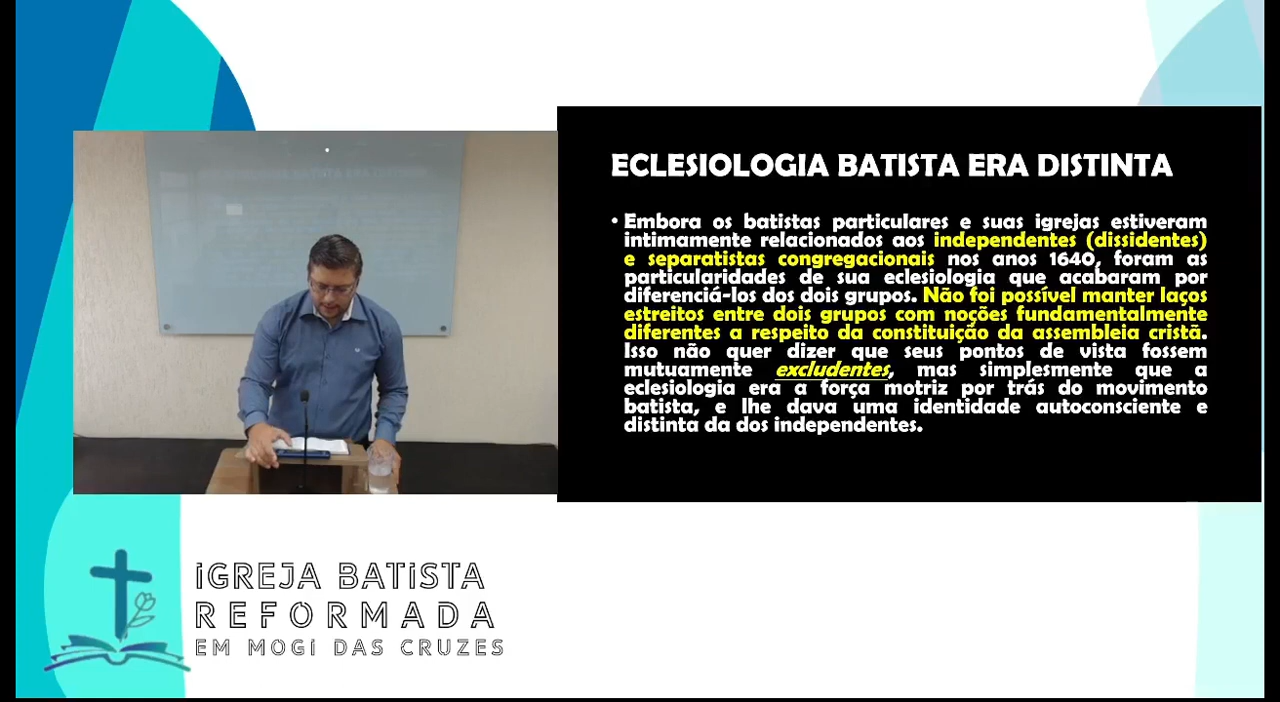 ECLESIOLOGIA BATISTA ERA DISTINTA
• Embora os batistas particulares e suas igrejas estiveram
intimamente relacionados aos independentes (dissidentes)
e separatistas congregacionais nos anos 1640, foram as
particularidades de sua eclesiologia que acabaram por
diferenciá-los dos dois grupos. Não foi possível manter laços
estreitos entre dois grupos com noções fundamentalmente
diferentes a respeito da constituição da assembleia cristã.
Isso não quer dizer que seus pontos de vista fossem
mutuamente excludentes, mas simplesmente que a
eclesiologia era a força motriz por trás do movimento
batista, e lhe dava uma identidade autoconsciente e
distinta da dos independentes.
IGREJA BATISTA
REFORMADA
EM MOGI DAS CRUZES